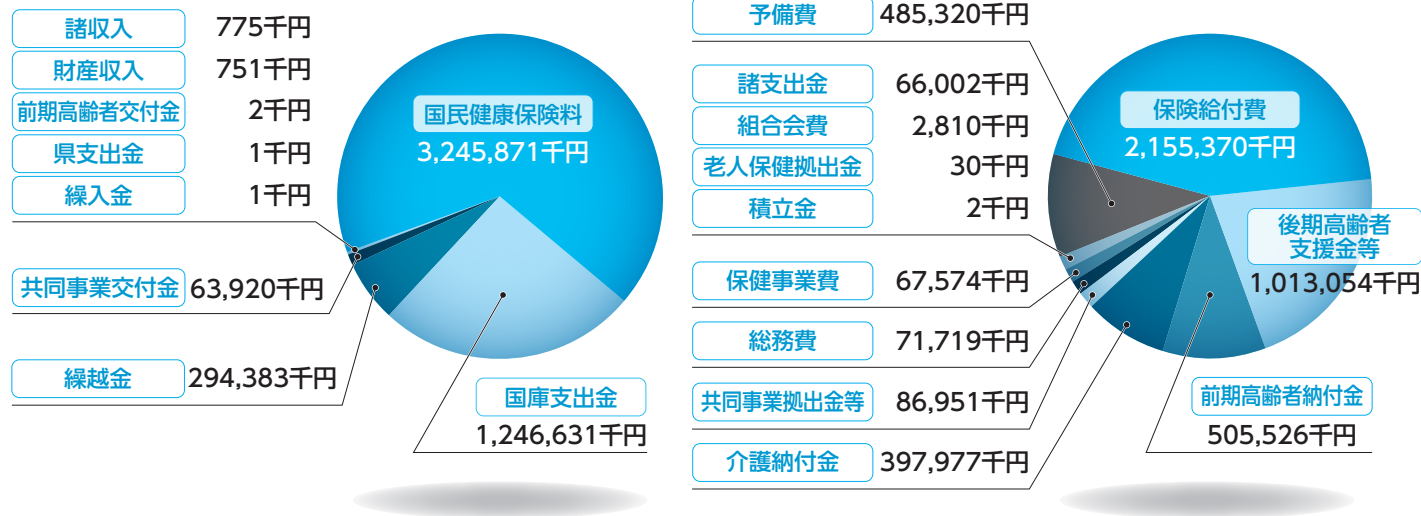 諸収入 775千円
財産収入 751千円
前期高齢者交付金 2千円
県支出金 1千円
繰入金 1千円
共同事業交付金 63,920千円
繰越金 294,383千円
国民健康保険料
3,245,871千円
国庫支出金
1,246,631千円
予備費 485,320千円
諸支出金 66,002千円
組合会費 2,810千円
老人保健拠出金 30千円
積立金 2千円
保健事業費 67,574千円
総務費 71,719千円
共同事業拠出金等 86,951千円
介護納付金 397,977千円
保険給付費
2,155,370千円
後期高齢者
支援金等
1,013,054千円
前期高齢者納付金
505,526千円